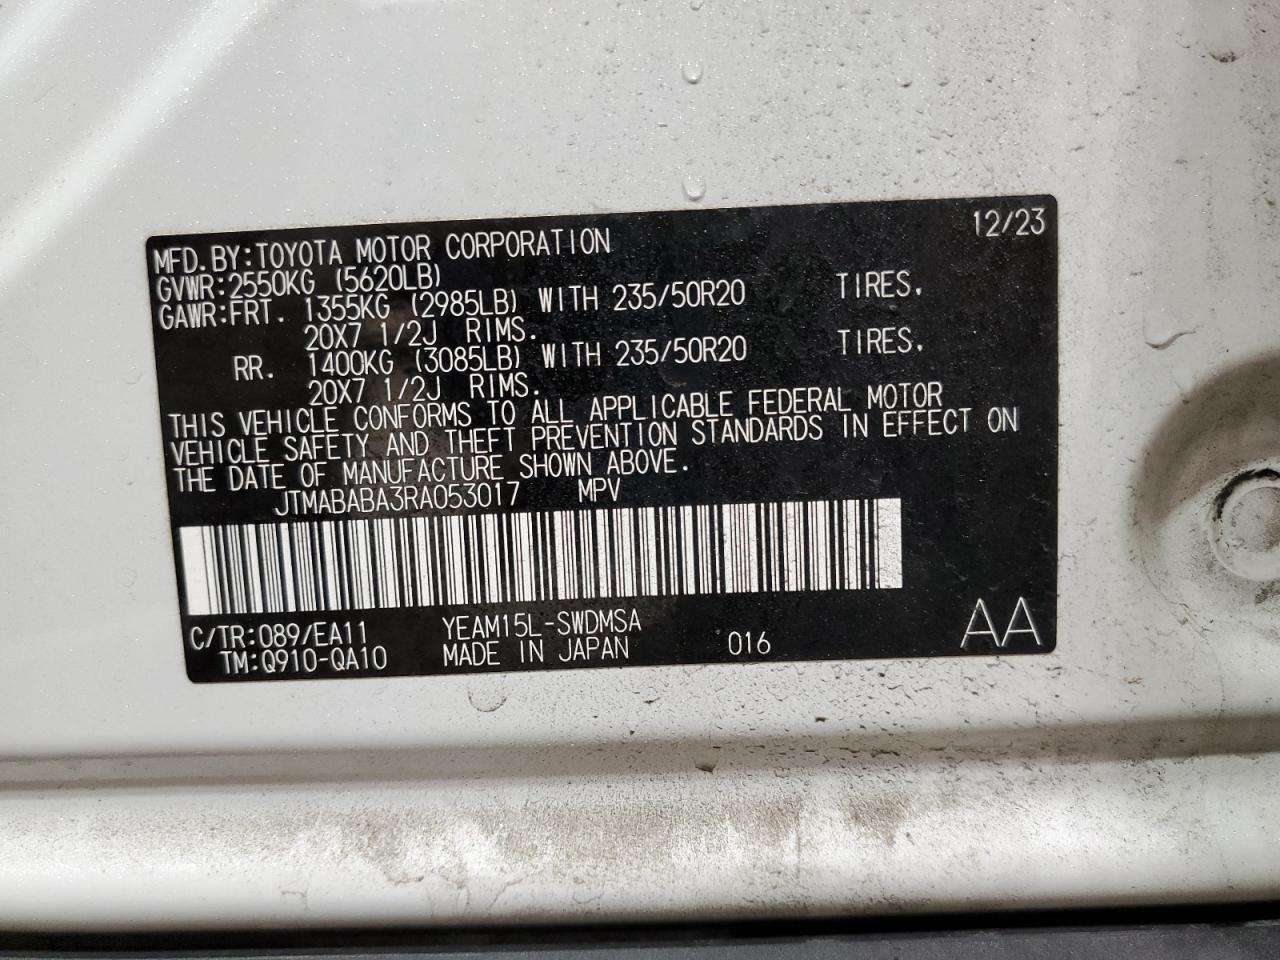 12/23
MFD.BY:TOYOTA MOTOR CORPORATION
GVWR:2550KG (5620LB)
GAWR:FRT. 1355KG (2985LB) WITH 235/50R20 TIRES,
20X7 1/2J RIMS.
RR. 1400KG (3085LB) WITH 235/50R20 TIRES,
20X7 1/2J RIMS.
THIS VEHICLE CONFORMS TO ALL APPLICABLE FEDERAL MOTOR
VEHICLE SAFETY AND THEFT PREVENTION STANDARDS IN EFFECT ON
THE DATE OF MANUFACTURE SHOWN ABOVE.
JTMABABA3RA053017 MPV
C/TR:089/EA11 YEAM15L-SWDMSA
TM:Q910-QA10 MADE IN JAPAN 016 AA